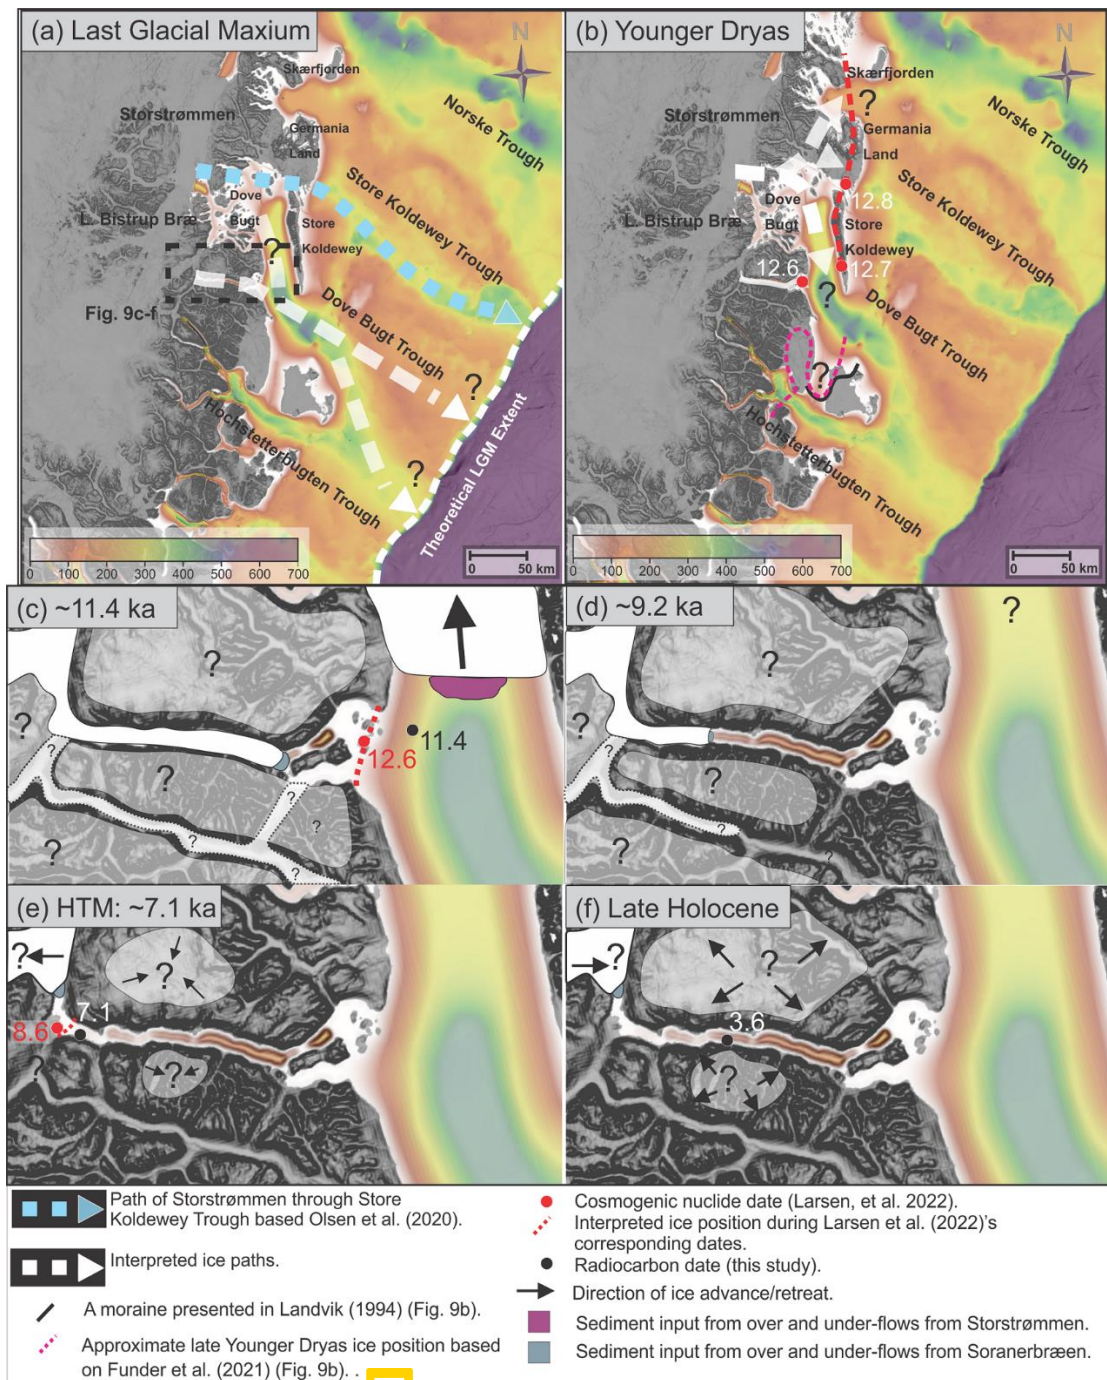 (a) Last Glacial Maxium
N
Skærfjorden
Storstrømmen
Norske Trough
Germania
Land
Store Koldewey Trough
Dove
Bugt
L. Bistrup Bræ
Store
Koldewey
?
Fig. 9c-f
Dove Bugt Trough
?
Hochstetterbugten Trough
?
Theoretical LGM Extent
0 100 200 300 400 500 600 700
0 50 km
(b) Younger Dryas
N
Skærfjorden
?
Storstrømmen
Norske Trough
Germania
Land
Store Koldewey Trough
12.8
Dove
Bugt
L. Bistrup Bræ
Store
Koldewey
12.6
12.7
?
Dove Bugt Trough
?
Hochstetterbugten Trough
0 100 200 300 400 500 600 700
0 50 km
(c) ~11.4 ka
?
?
11.4
12.6
?
?
?
?
?
?
?
(d) ~9.2 ka
?
?
?
?
?
?
(e) HTM: ~7.1 ka
?
?
7.1
8.6
?
?
(f) Late Holocene
?
?
3.6
?
Path of Storstrømmen through Store
Koldewey Trough based Olsen et al. (2020).
Interpreted ice paths.
A moraine presented in Landvik (1994) (Fig. 9b).
Approximate late Younger Dryas ice position based
on Funder et al. (2021) (Fig. 9b). .
Cosmogenic nuclide date (Larsen, et al. 2022).
Interpreted ice position during Larsen et al. (2022)'s
corresponding dates.
Radiocarbon date (this study).
Direction of ice advance/retreat.
Sediment input from over and under-flows from Storstrømmen.
Sediment input from over and under-flows from Soranerbræen.